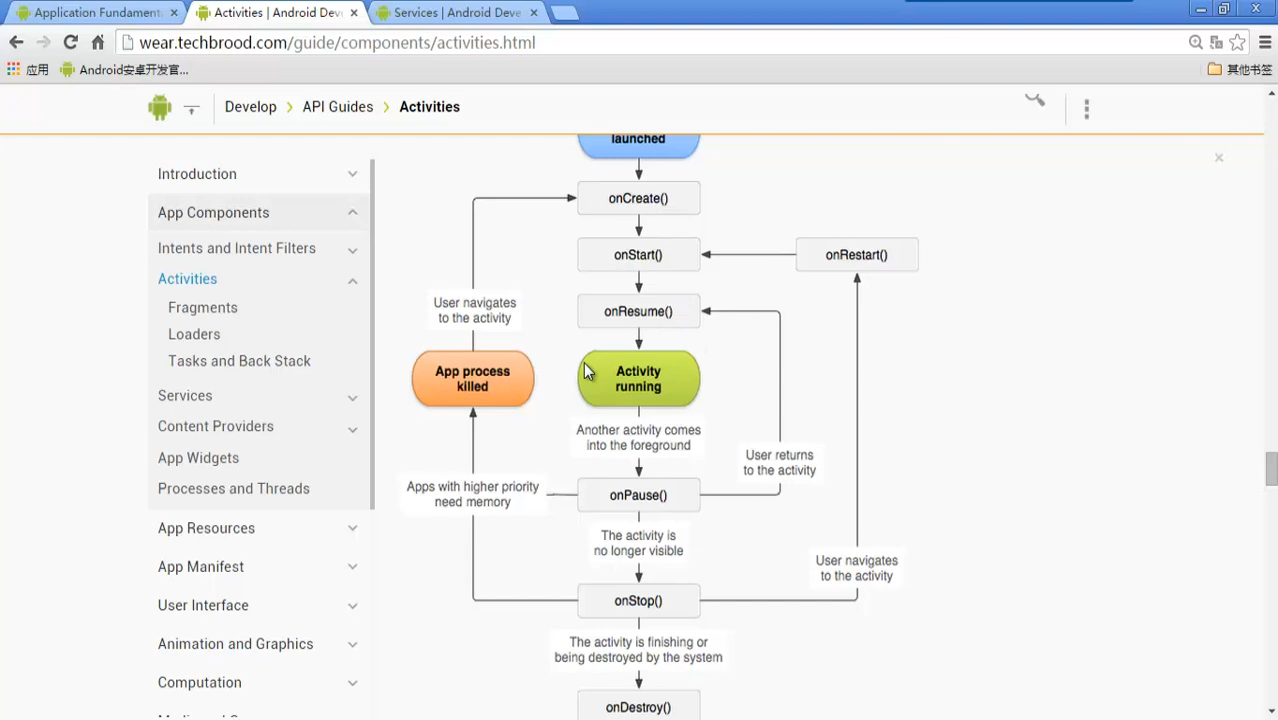 Application Fundament
Activities | Android Dev
Services | Android Deve
wear.techbrood.com/guide/components/activities.html
应用
Android安卓开发官...
其他书签
Develop
API Guides
Activities
Introduction
App Components
Intents and Intent Filters
Activities
Fragments
Loaders
Tasks and Back Stack
Services
Content Providers
App Widgets
Processes and Threads
App Resources
App Manifest
User Interface
Animation and Graphics
Computation
launched
onCreate()
onStart()
onRestart()
onResume()
User navigates
to the activity
App process
killed
Activity
running
Another activity comes
into the foreground
User returns
to the activity
Apps with higher priority
need memory
onPause()
The activity is
no longer visible
User navigates
to the activity
onStop()
The activity is finishing or
being destroyed by the system
onDestroy()